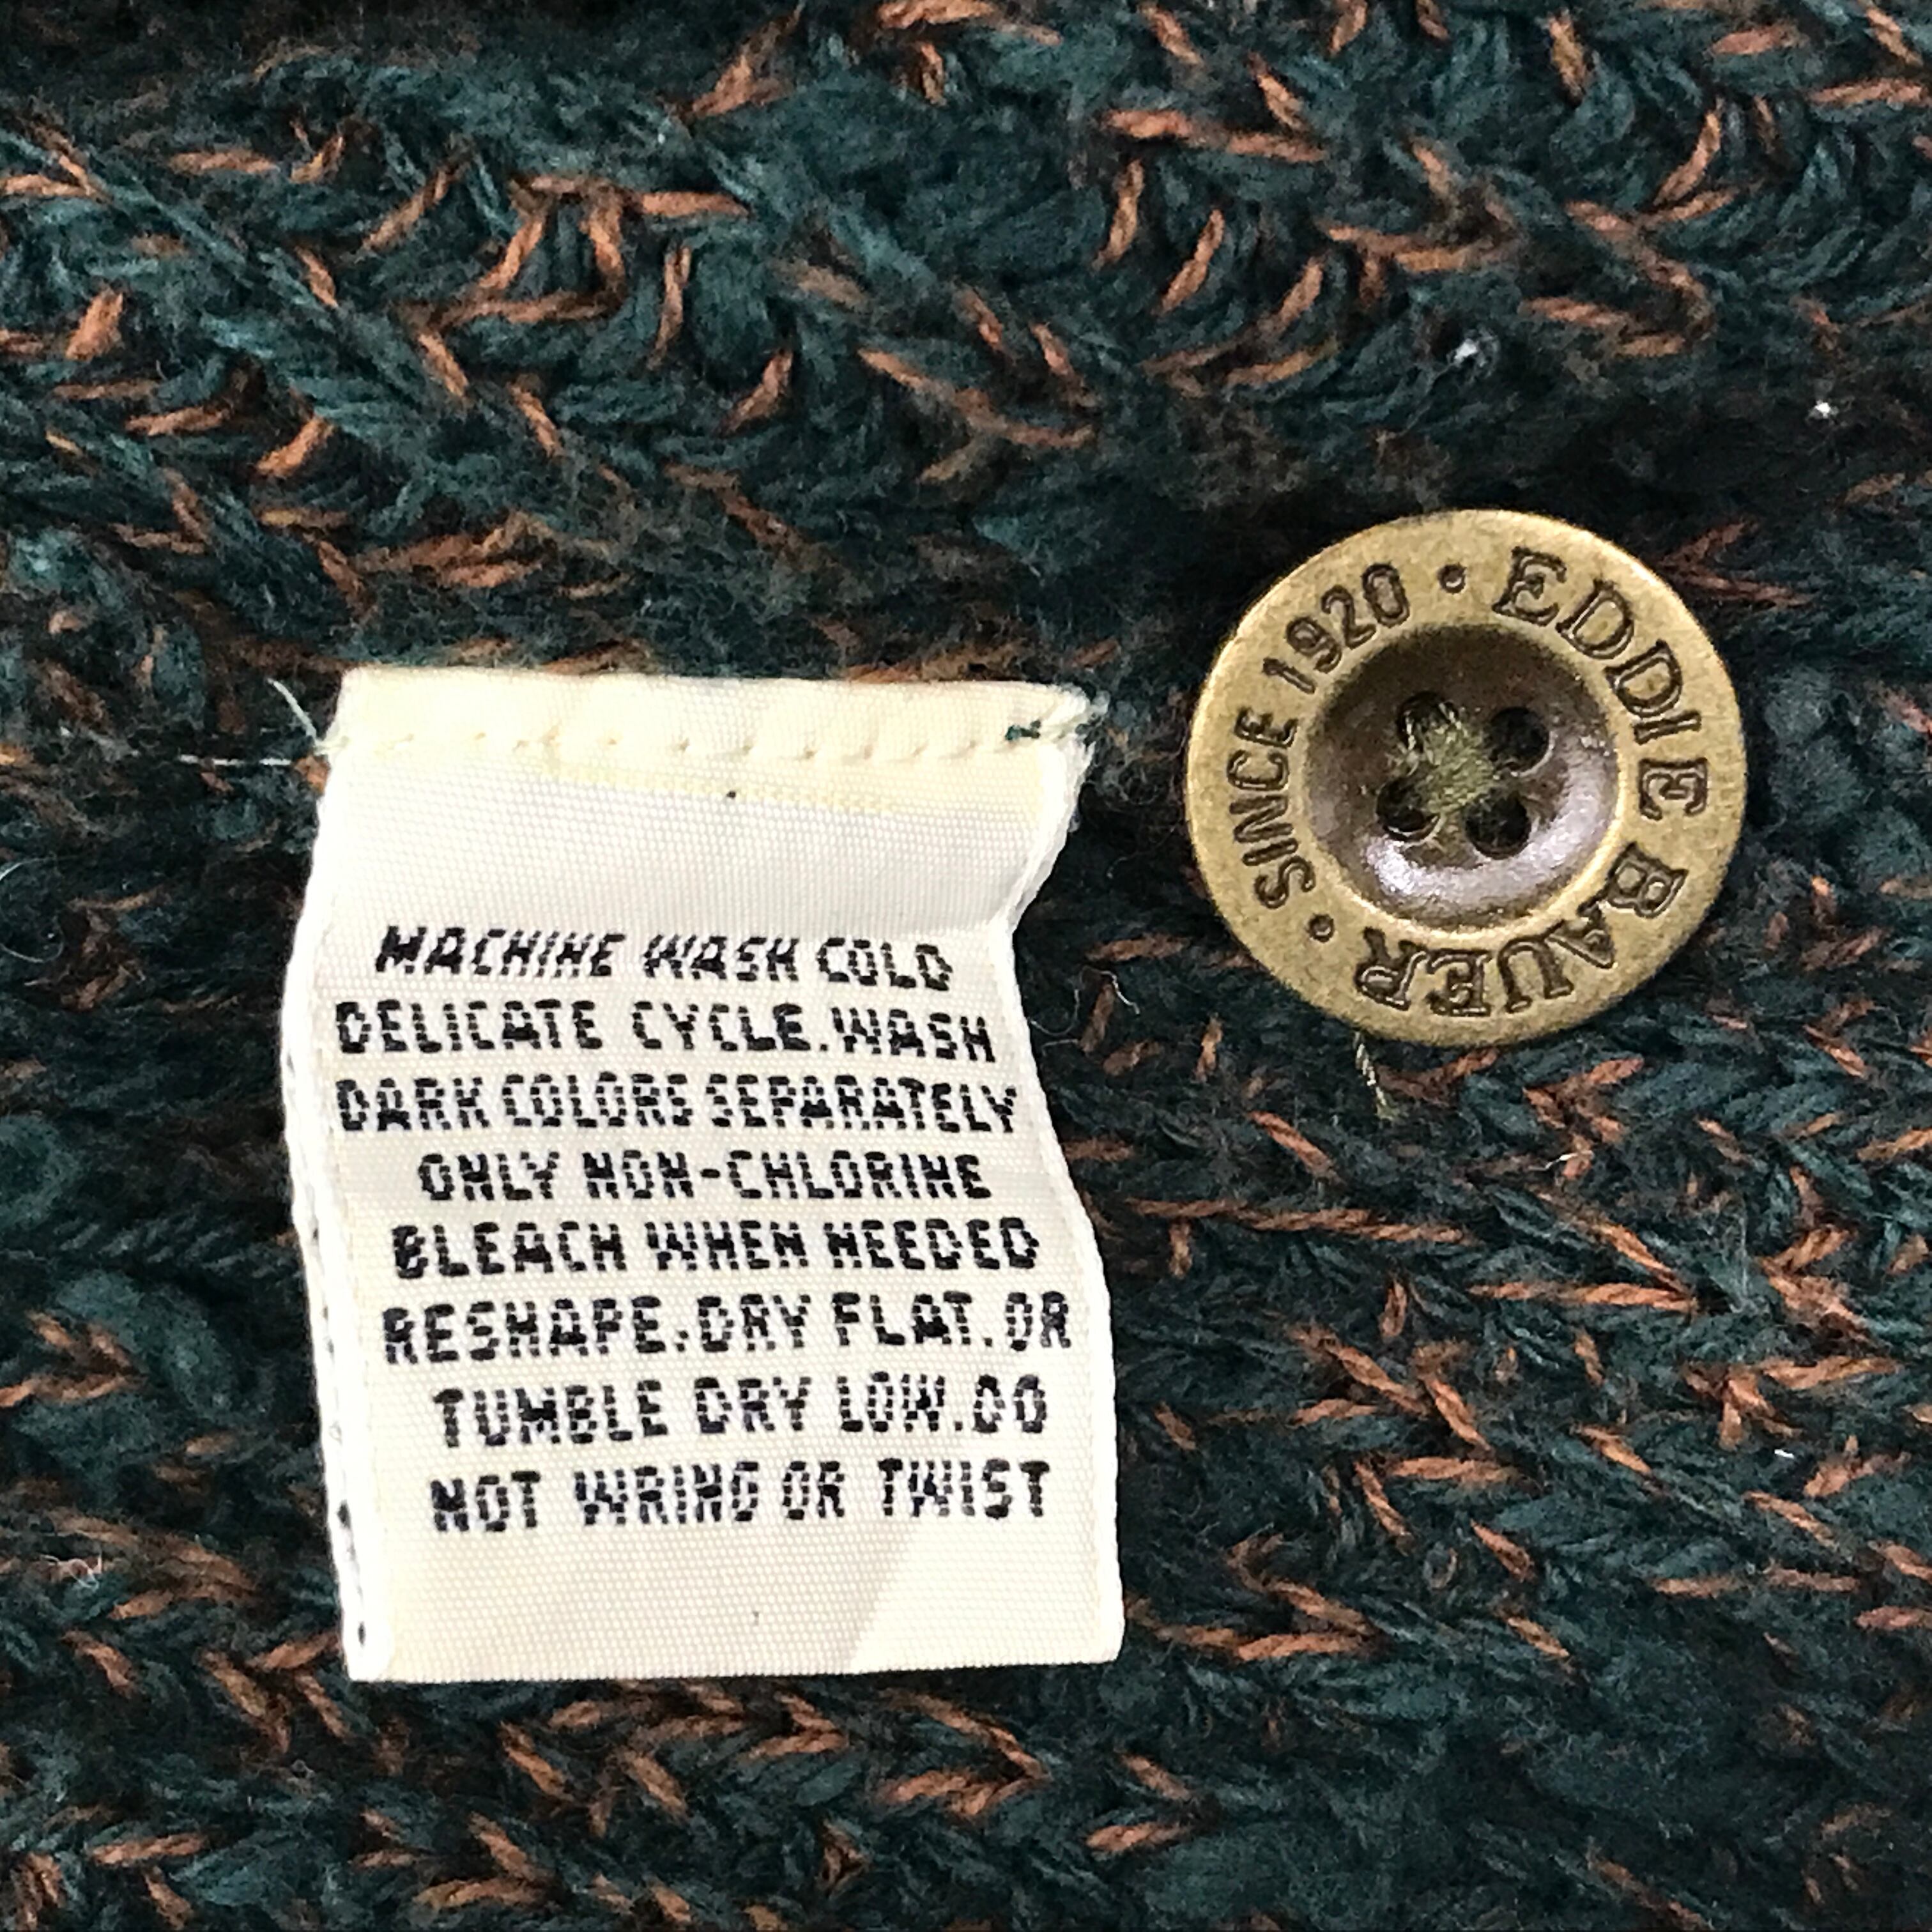 MACHINE WASH COLD
DELICATE CYCLE.WASH
DARK COLORS SEPARATELY
ONLY NON-CHLORINE
BLEACH WHEN NEEDED
RESHAPE.DRY FLAT.OR
TUMBLE DRY LOW.DO
NOT WRING OR TWIST
EDDIE BAUER
• SINCE 1920 •